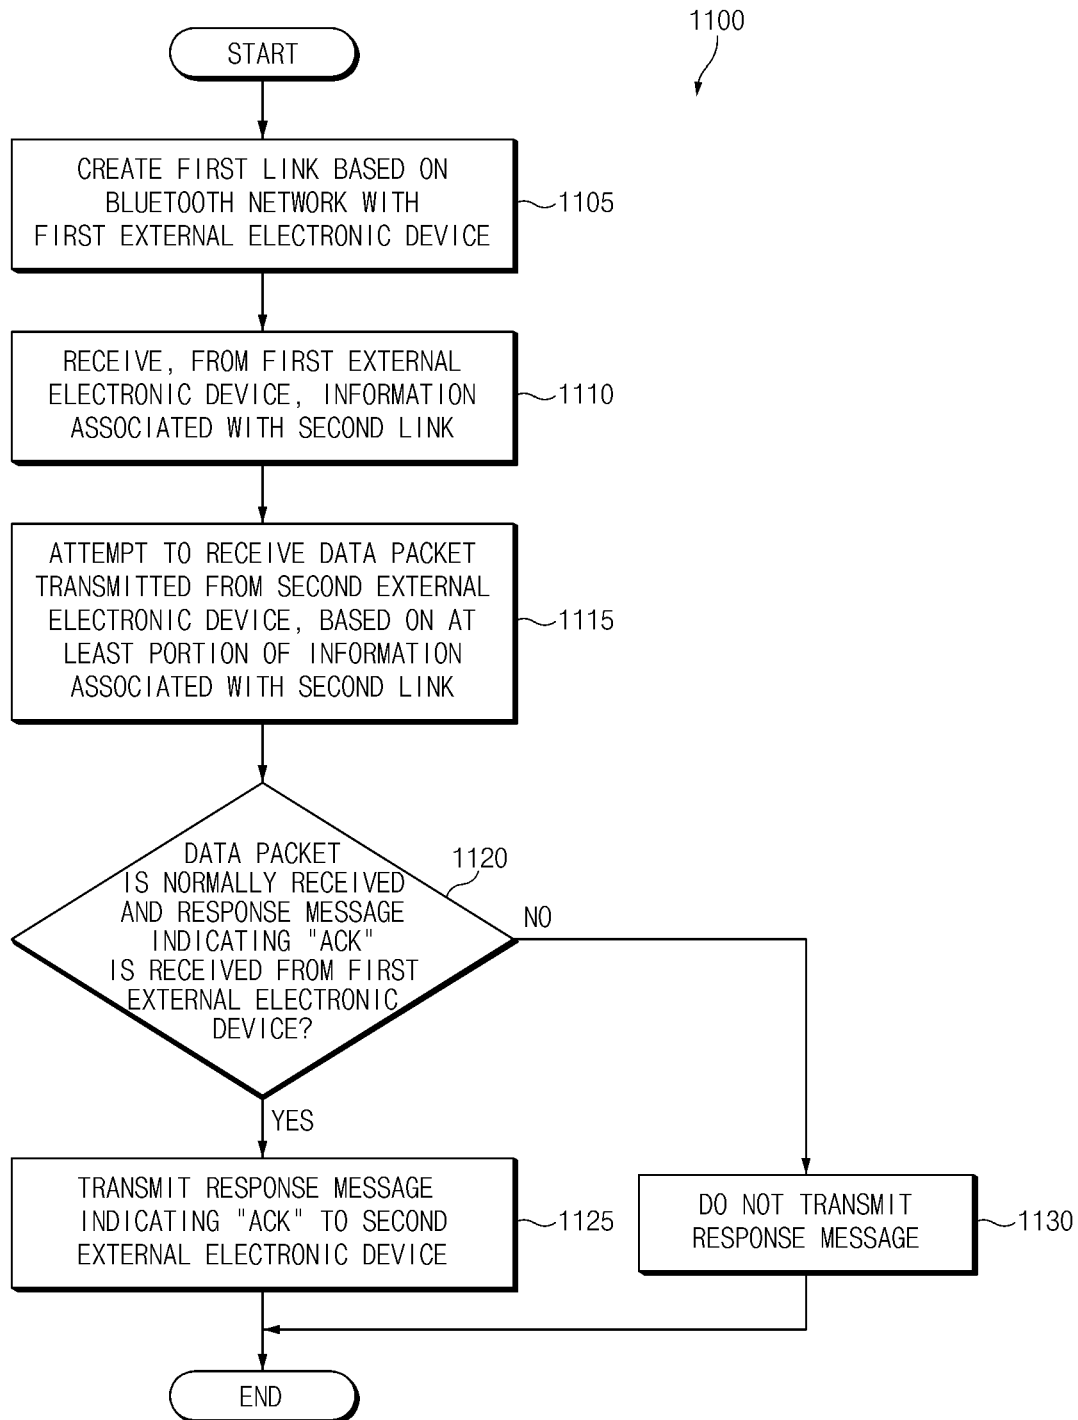 1100
START
CREATE FIRST LINK BASED ON
BLUETOOTH NETWORK WITH
FIRST EXTERNAL ELECTRONIC DEVICE
1105
RECEIVE, FROM FIRST EXTERNAL
ELECTRONIC DEVICE, INFORMATION
ASSOCIATED WITH SECOND LINK
1110
ATTEMPT TO RECEIVE DATA PACKET
TRANSMITTED FROM SECOND EXTERNAL
ELECTRONIC DEVICE, BASED ON AT
LEAST PORTION OF INFORMATION
ASSOCIATED WITH SECOND LINK
1115
DATA PACKET
IS NORMALLY RECEIVED
AND RESPONSE MESSAGE
INDICATING "ACK"
IS RECEIVED FROM FIRST
EXTERNAL ELECTRONIC
DEVICE?
1120
NO
YES
TRANSMIT RESPONSE MESSAGE
INDICATING "ACK" TO SECOND
EXTERNAL ELECTRONIC DEVICE
1125
DO NOT TRANSMIT
RESPONSE MESSAGE
1130
END